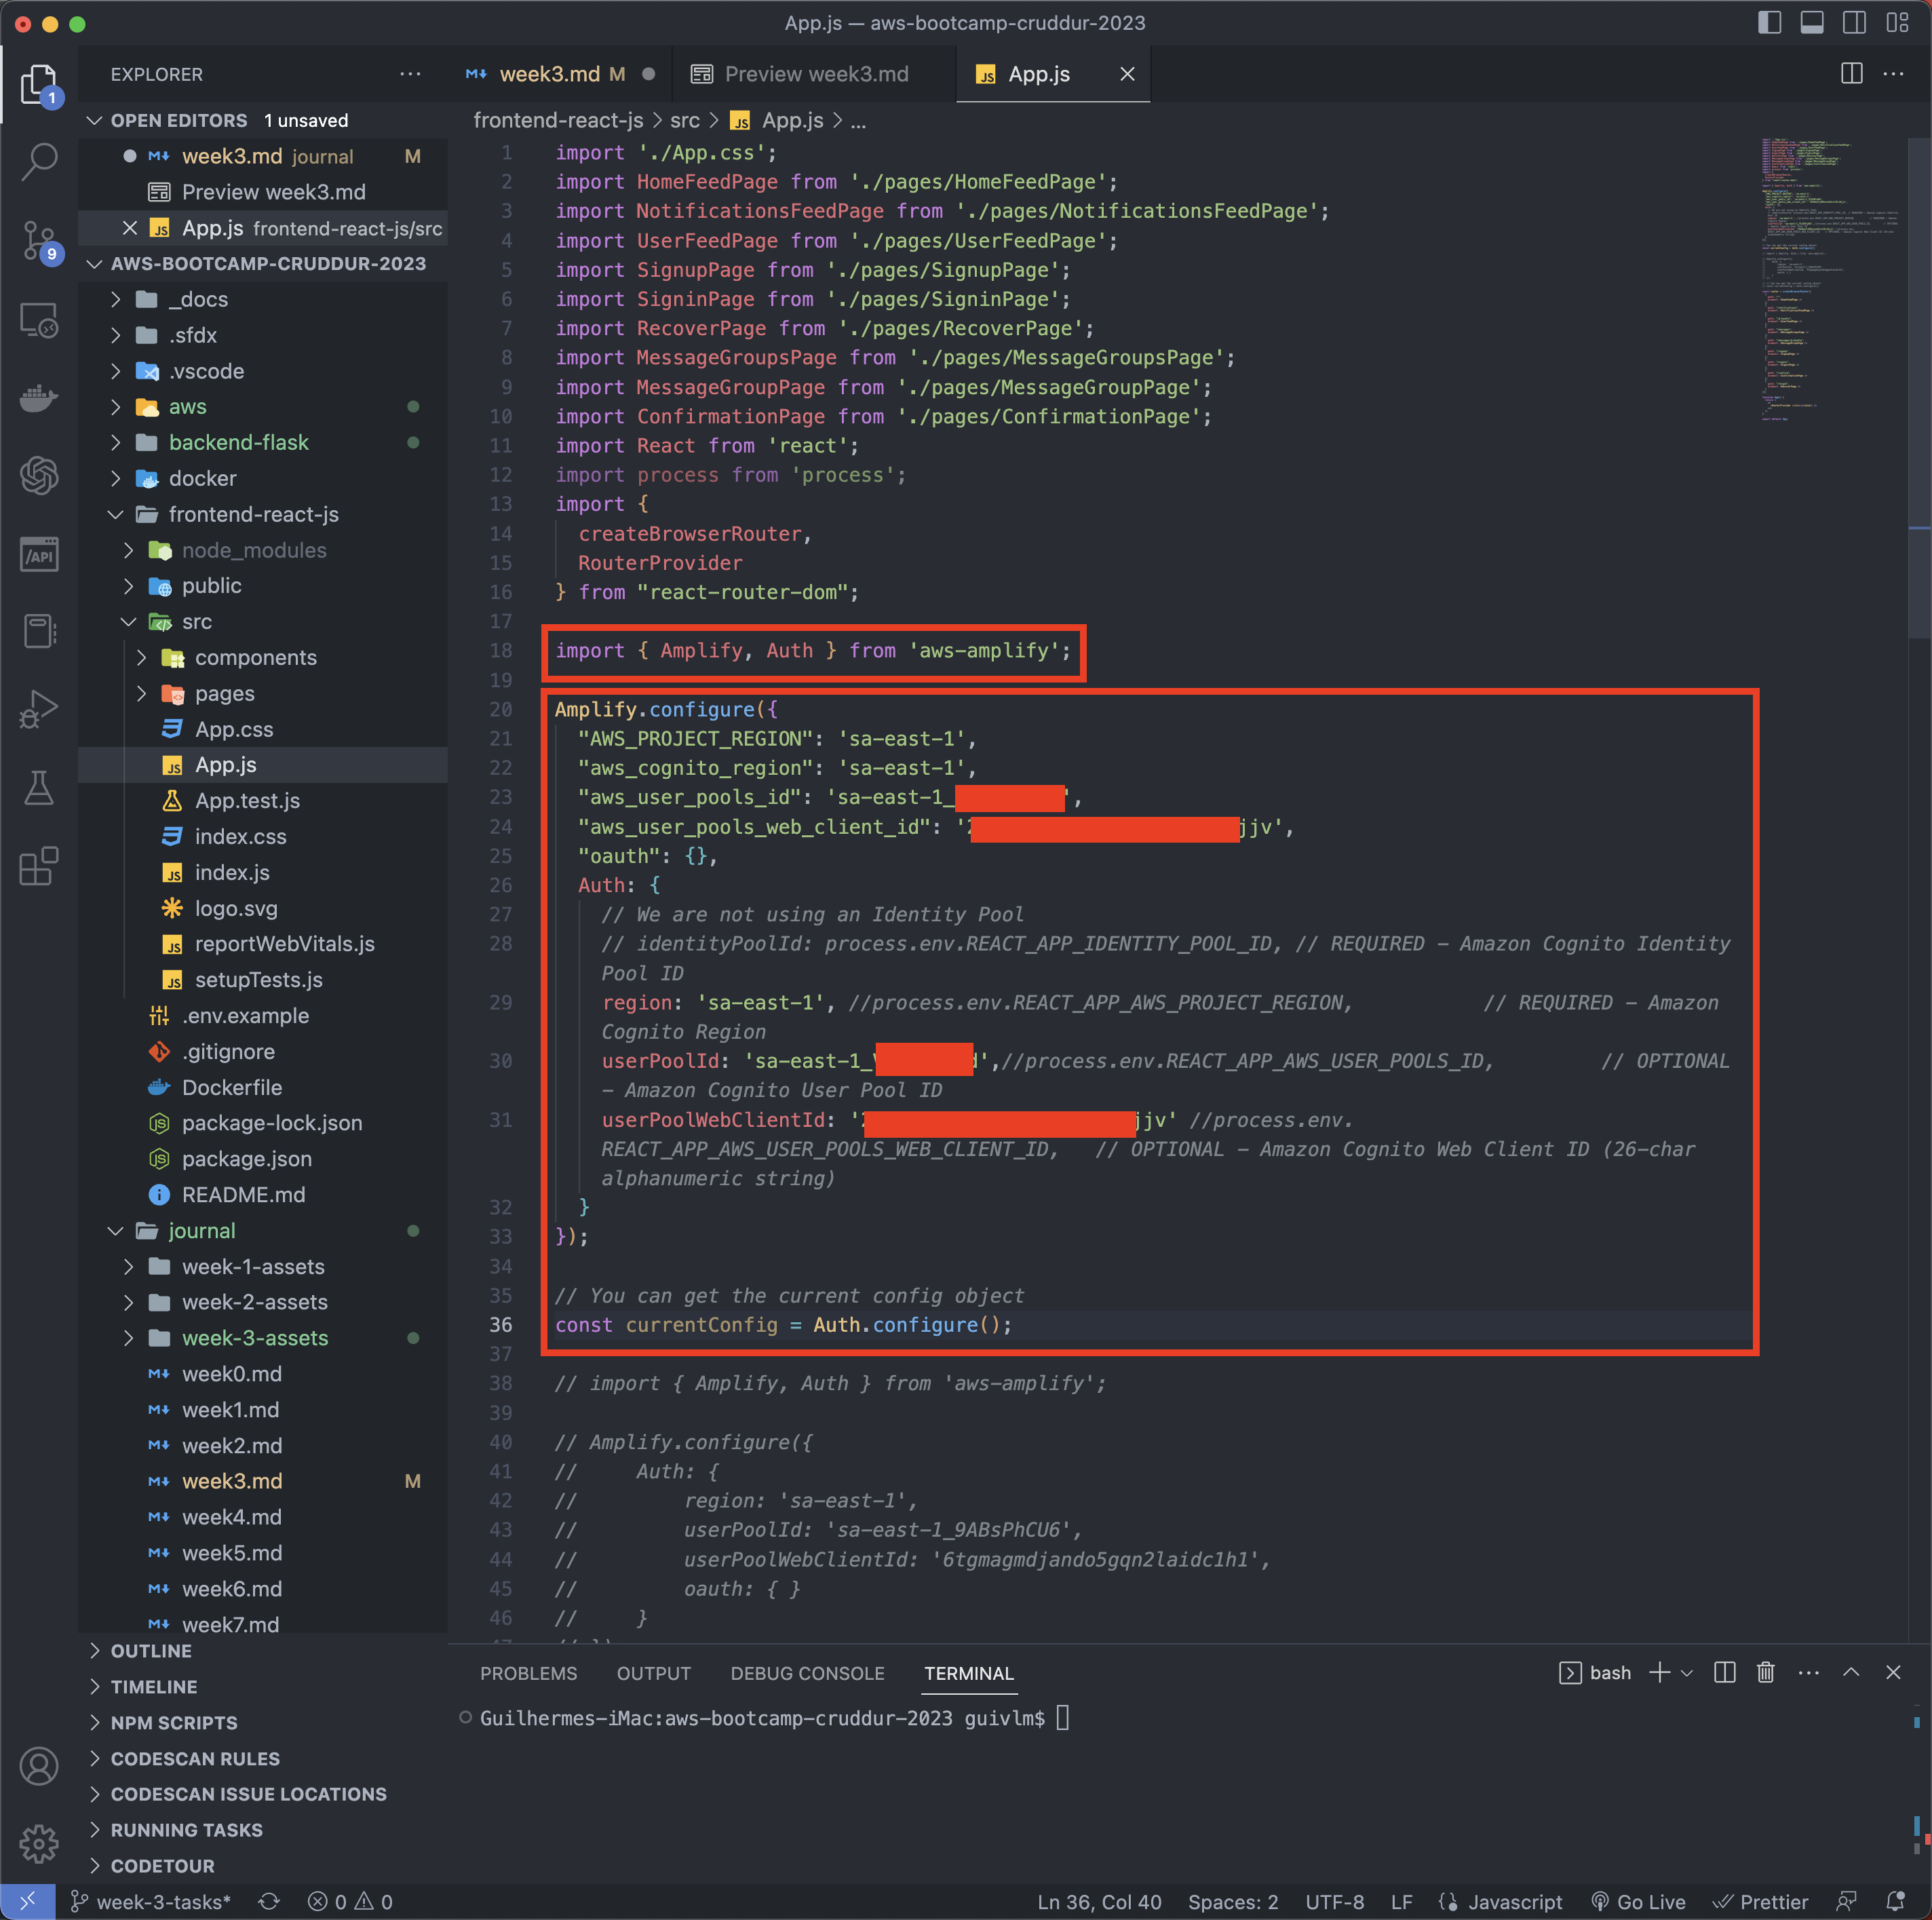 App.js — aws-bootcamp-cruddur-2023
EXPLORER
week3.md M
Preview week3.md
App.js
1
OPEN EDITORS 1 unsaved
week3.md journal M
Preview week3.md
App.js frontend-react-js/src
9
AWS-BOOTCAMP-CRUDDUR-2023
_docs
.sfdx
.vscode
aws
backend-flask
docker
frontend-react-js
node_modules
public
src
components
pages
App.css
App.js
App.test.js
index.css
index.js
logo.svg
reportWebVitals.js
setupTests.js
.env.example
.gitignore
Dockerfile
package-lock.json
package.json
README.md
journal
week-1-assets
week-2-assets
week-3-assets
week0.md
week1.md
week2.md
week3.md M
week4.md
week5.md
week6.md
week7.md
OUTLINE
TIMELINE
NPM SCRIPTS
CODESCAN RULES
CODESCAN ISSUE LOCATIONS
RUNNING TASKS
CODETOUR
/API
frontend-react-js > src > JS App.js > ...
1 import './App.css';
2 import HomeFeedPage from './pages/HomeFeedPage';
3 import NotificationsFeedPage from './pages/NotificationsFeedPage';
4 import UserFeedPage from './pages/UserFeedPage';
5 import SignupPage from './pages/SignupPage';
6 import SigninPage from './pages/SigninPage';
7 import RecoverPage from './pages/RecoverPage';
8 import MessageGroupsPage from './pages/MessageGroupsPage';
9 import MessageGroupPage from './pages/MessageGroupPage';
10 import ConfirmationPage from './pages/ConfirmationPage';
11 import React from 'react';
12 import process from 'process';
13 import {
14 createBrowserRouter,
15 RouterProvider
16 } from "react-router-dom";
17
18 import { Amplify, Auth } from 'aws-amplify';
19
20 Amplify.configure({
21 "AWS_PROJECT_REGION": 'sa-east-1',
22 "aws_cognito_region": 'sa-east-1',
23 "aws_user_pools_id": 'sa-east-1_ ',
24 "aws_user_pools_web_client_id": '2 jjv',
25 "oauth": {},
26 Auth: {
27 // We are not using an Identity Pool
28 // identityPoolId: process.env.REACT_APP_IDENTITY_POOL_ID, // REQUIRED - Amazon Cognito Identity
Pool ID
29 region: 'sa-east-1', //process.env.REACT_APP_AWS_PROJECT_REGION, // REQUIRED - Amazon
Cognito Region
30 userPoolId: 'sa-east-1_ ',//process.env.REACT_APP_AWS_USER_POOLS_ID, // OPTIONAL
- Amazon Cognito User Pool ID
31 userPoolWebClientId: '2 jjv' //process.env.
REACT_APP_AWS_USER_POOLS_WEB_CLIENT_ID, // OPTIONAL - Amazon Cognito Web Client ID (26-char
alphanumeric string)
32 }
33 });
34
35 // You can get the current config object
36 const currentConfig = Auth.configure();
37
38 // import { Amplify, Auth } from 'aws-amplify';
39
40 // Amplify.configure({
41 // Auth: {
42 // region: 'sa-east-1',
43 // userPoolId: 'sa-east-1_9ABsPhCU6',
44 // userPoolWebClientId: '6tgmagmdjando5gqn2laidc1h1',
45 // oauth: { }
46 // }
PROBLEMS OUTPUT DEBUG CONSOLE TERMINAL
bash
Guilhermes-iMac:aws-bootcamp-cruddur-2023 guivlm$
week-3-tasks* 0 0
Ln 36, Col 40 Spaces: 2 UTF-8 LF Javascript Go Live Prettier